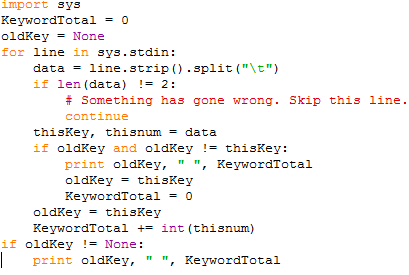 import sys
KeywordTotal = 0
oldKey = None
for line in sys.stdin:
    data = line.strip().split("\t")
    if len(data) != 2:
        # Something has gone wrong. Skip this line.
        continue
    thisKey, thisnum = data
    if oldKey and oldKey != thisKey:
        print oldKey, " ", KeywordTotal
        oldKey = thisKey
        KeywordTotal = 0
    oldKey = thisKey
    KeywordTotal += int(thisnum)
if oldKey != None:
    print oldKey, " ", KeywordTotal